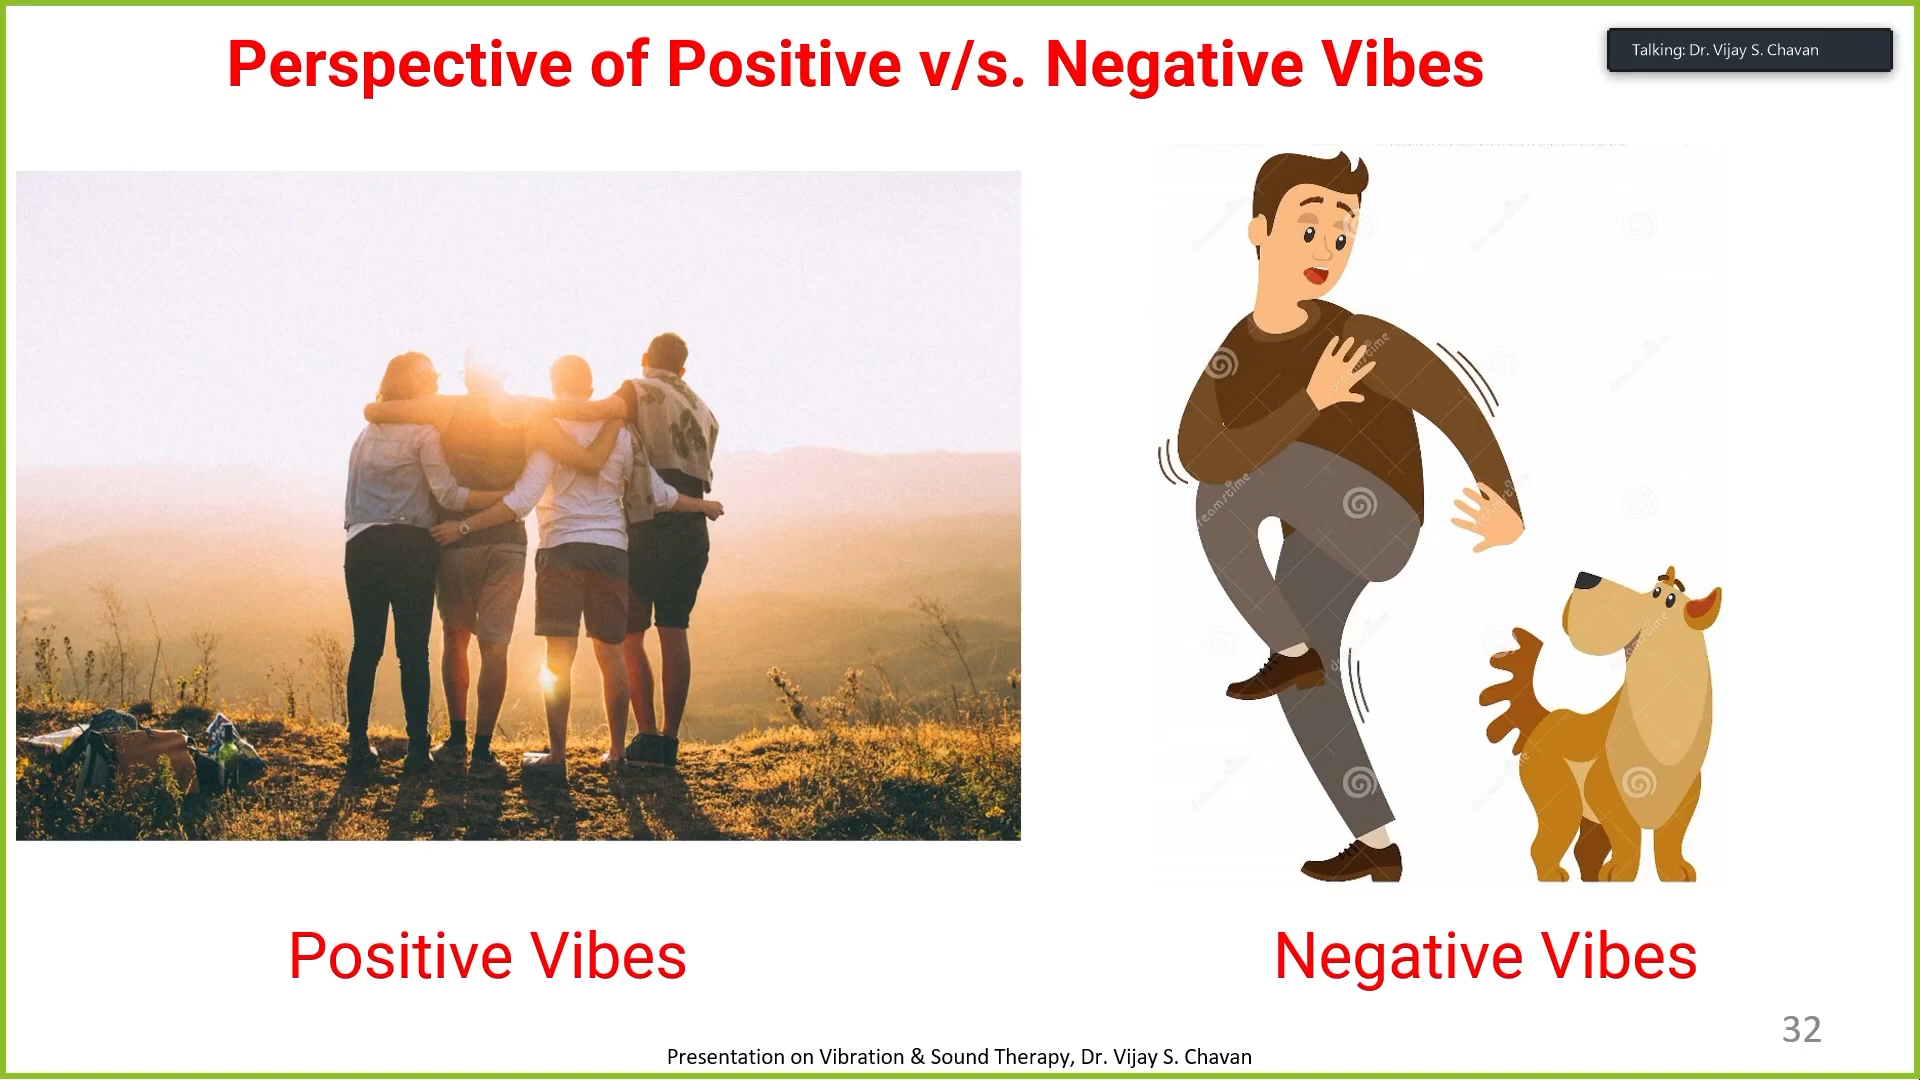 Perspective of Positive v/s. Negative Vibes
Talking: Dr. Vijay S. Chavan
dreamstime
Positive Vibes
Negative Vibes
32
Presentation on Vibration & Sound Therapy, Dr. Vijay S. Chavan